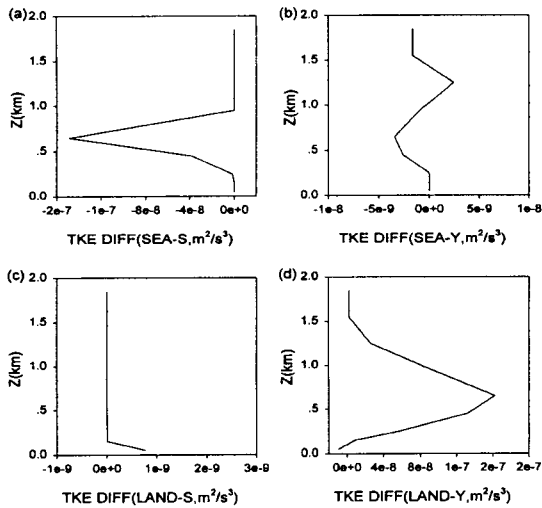 (a)
2.0
1.5
1.0
.5
0.0
Z(km)
-2e-7 -1e-7 -8e-8 -4e-8 0e+0
TKE DIFF(SEA-S,m²/s³)
(b)
2.0
1.5
1.0
.5
0.0
Z(km)
-1e-8 -5e-9 0e+0 5e-9 1e-8
TKE DIFF(SEA-Y,m²/s³)
(c)
2.0
1.5
1.0
.5
0.0
Z(km)
-1e-9 0e+0 1e-9 2e-9 3e-9
TKE DIFF(LAND-S,m²/s³)
(d)
2.0
1.5
1.0
.5
0.0
Z(km)
0e+0 4e-8 8e-8 1e-7 2e-7 2e-7
TKE DIFF(LAND-Y,m²/s³)